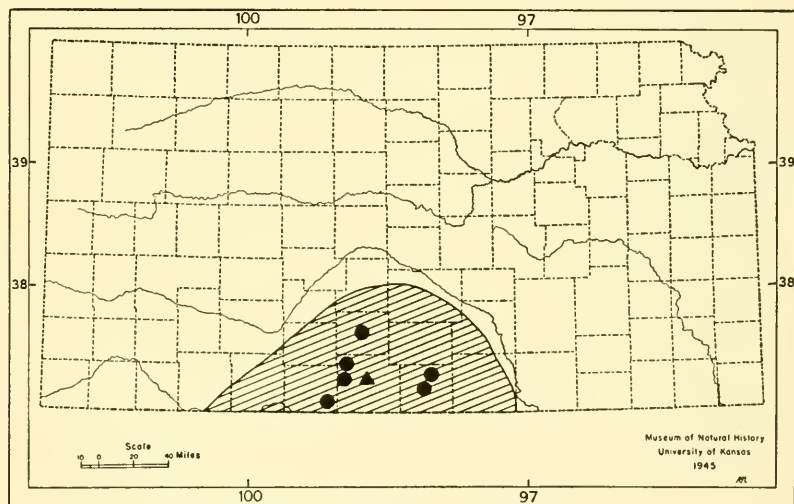 100 97
39 39
38 38
Scale
10 0 20 40 Miles
Museum of Natural History
University of Kansas
1945
100 97